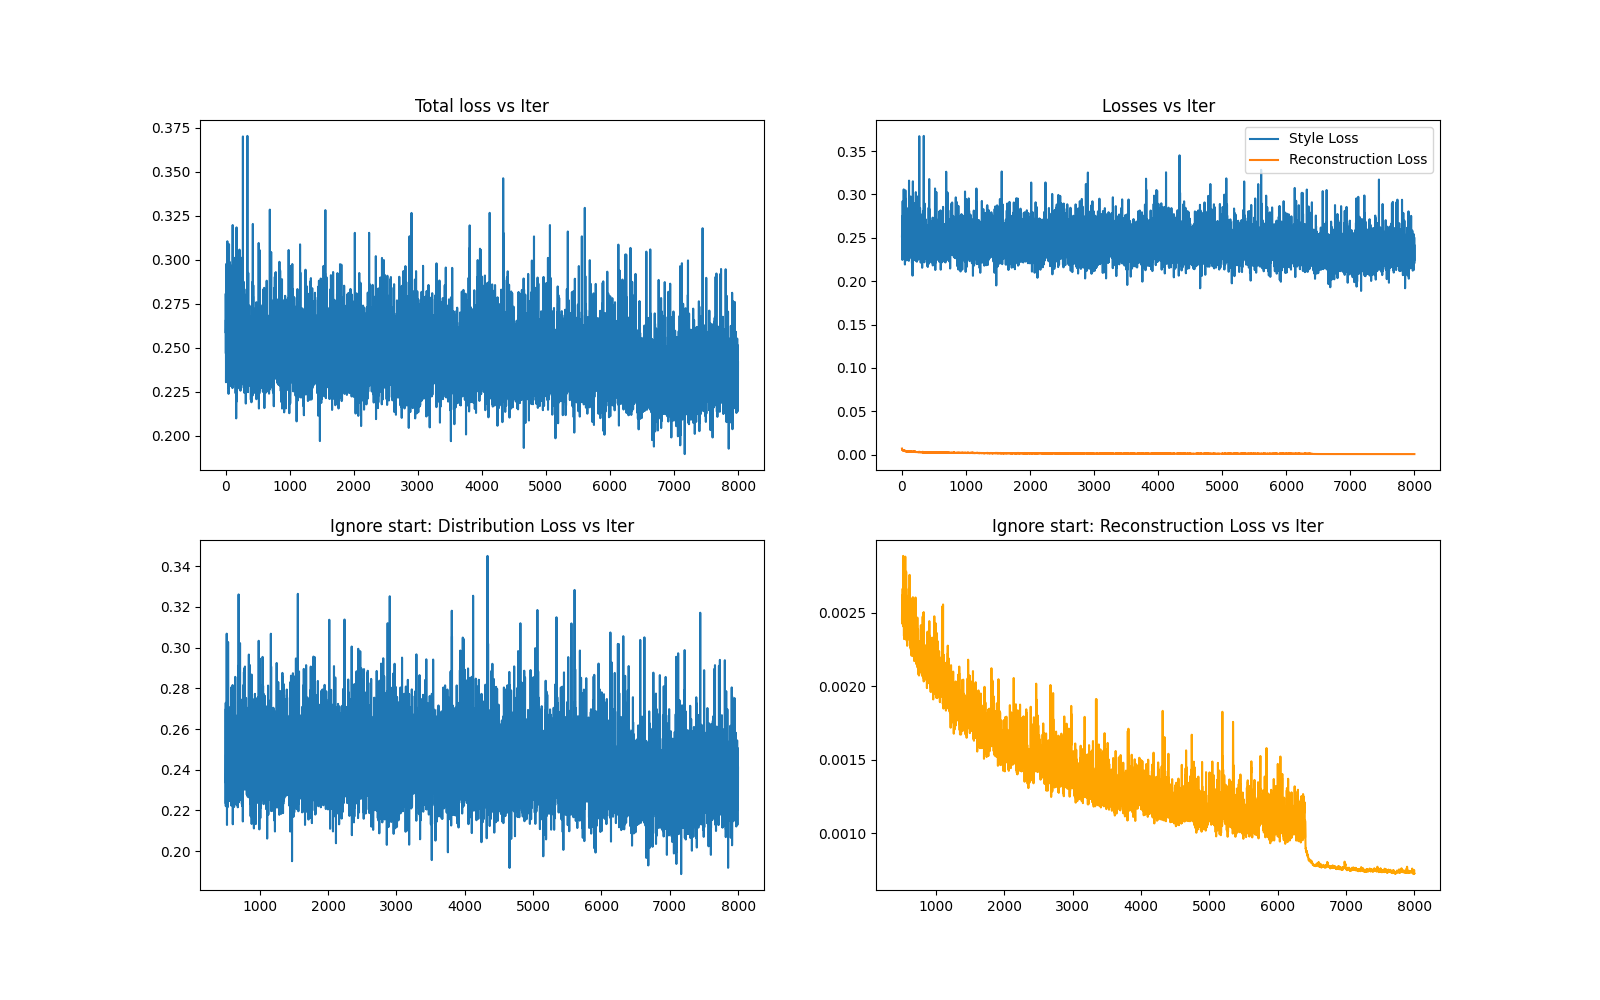 Total loss vs Iter
0.375
0.350
0.325
0.300
0.275
0.250
0.225
0.200
0 1000 2000 3000 4000 5000 6000 7000 8000
Losses vs Iter
Style Loss
Reconstruction Loss
0.35
0.30
0.25
0.20
0.15
0.10
0.05
0.00
0 1000 2000 3000 4000 5000 6000 7000 8000
Ignore start: Distribution Loss vs Iter
0.34
0.32
0.30
0.28
0.26
0.24
0.22
0.20
1000 2000 3000 4000 5000 6000 7000 8000
Ignore start: Reconstruction Loss vs Iter
0.0025
0.0020
0.0015
0.0010
1000 2000 3000 4000 5000 6000 7000 8000